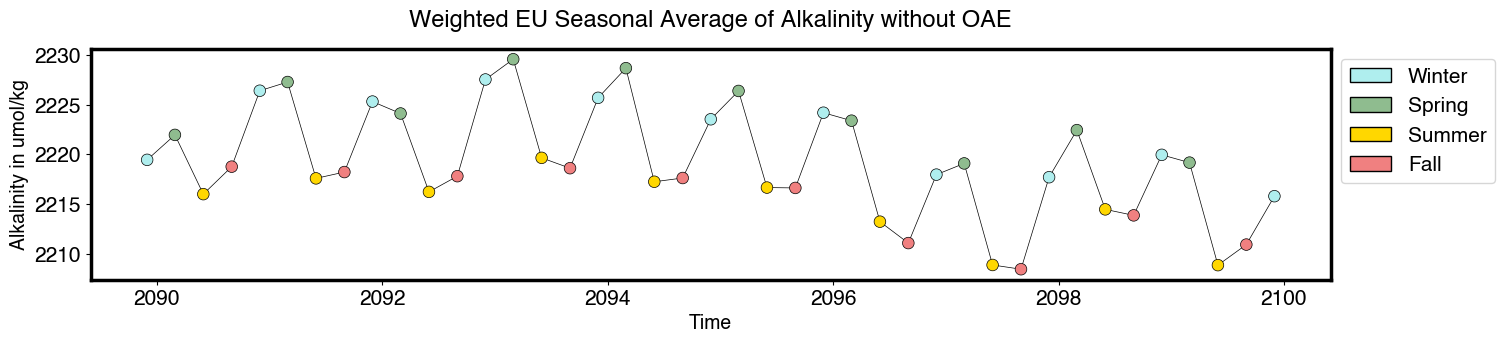 Weighted EU Seasonal Average of Alkalinity without OAE
Alkalinity in umol/kg
2230
2225
2220
2215
2210
2090
2092
2094
2096
2098
2100
Time
Winter
Spring
Summer
Fall